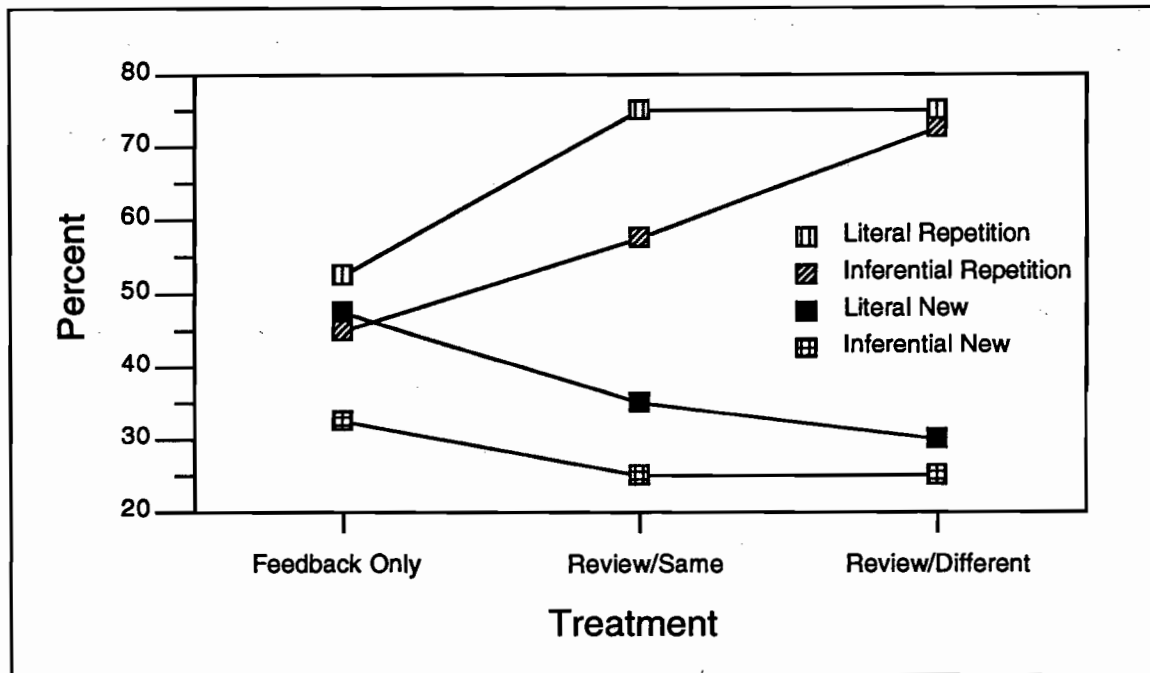 80
70
60
50
40
30
20
Percent
Literal Repetition
Inferential Repetition
Literal New
Inferential New
Feedback Only
Review/Same
Review/Different
Treatment